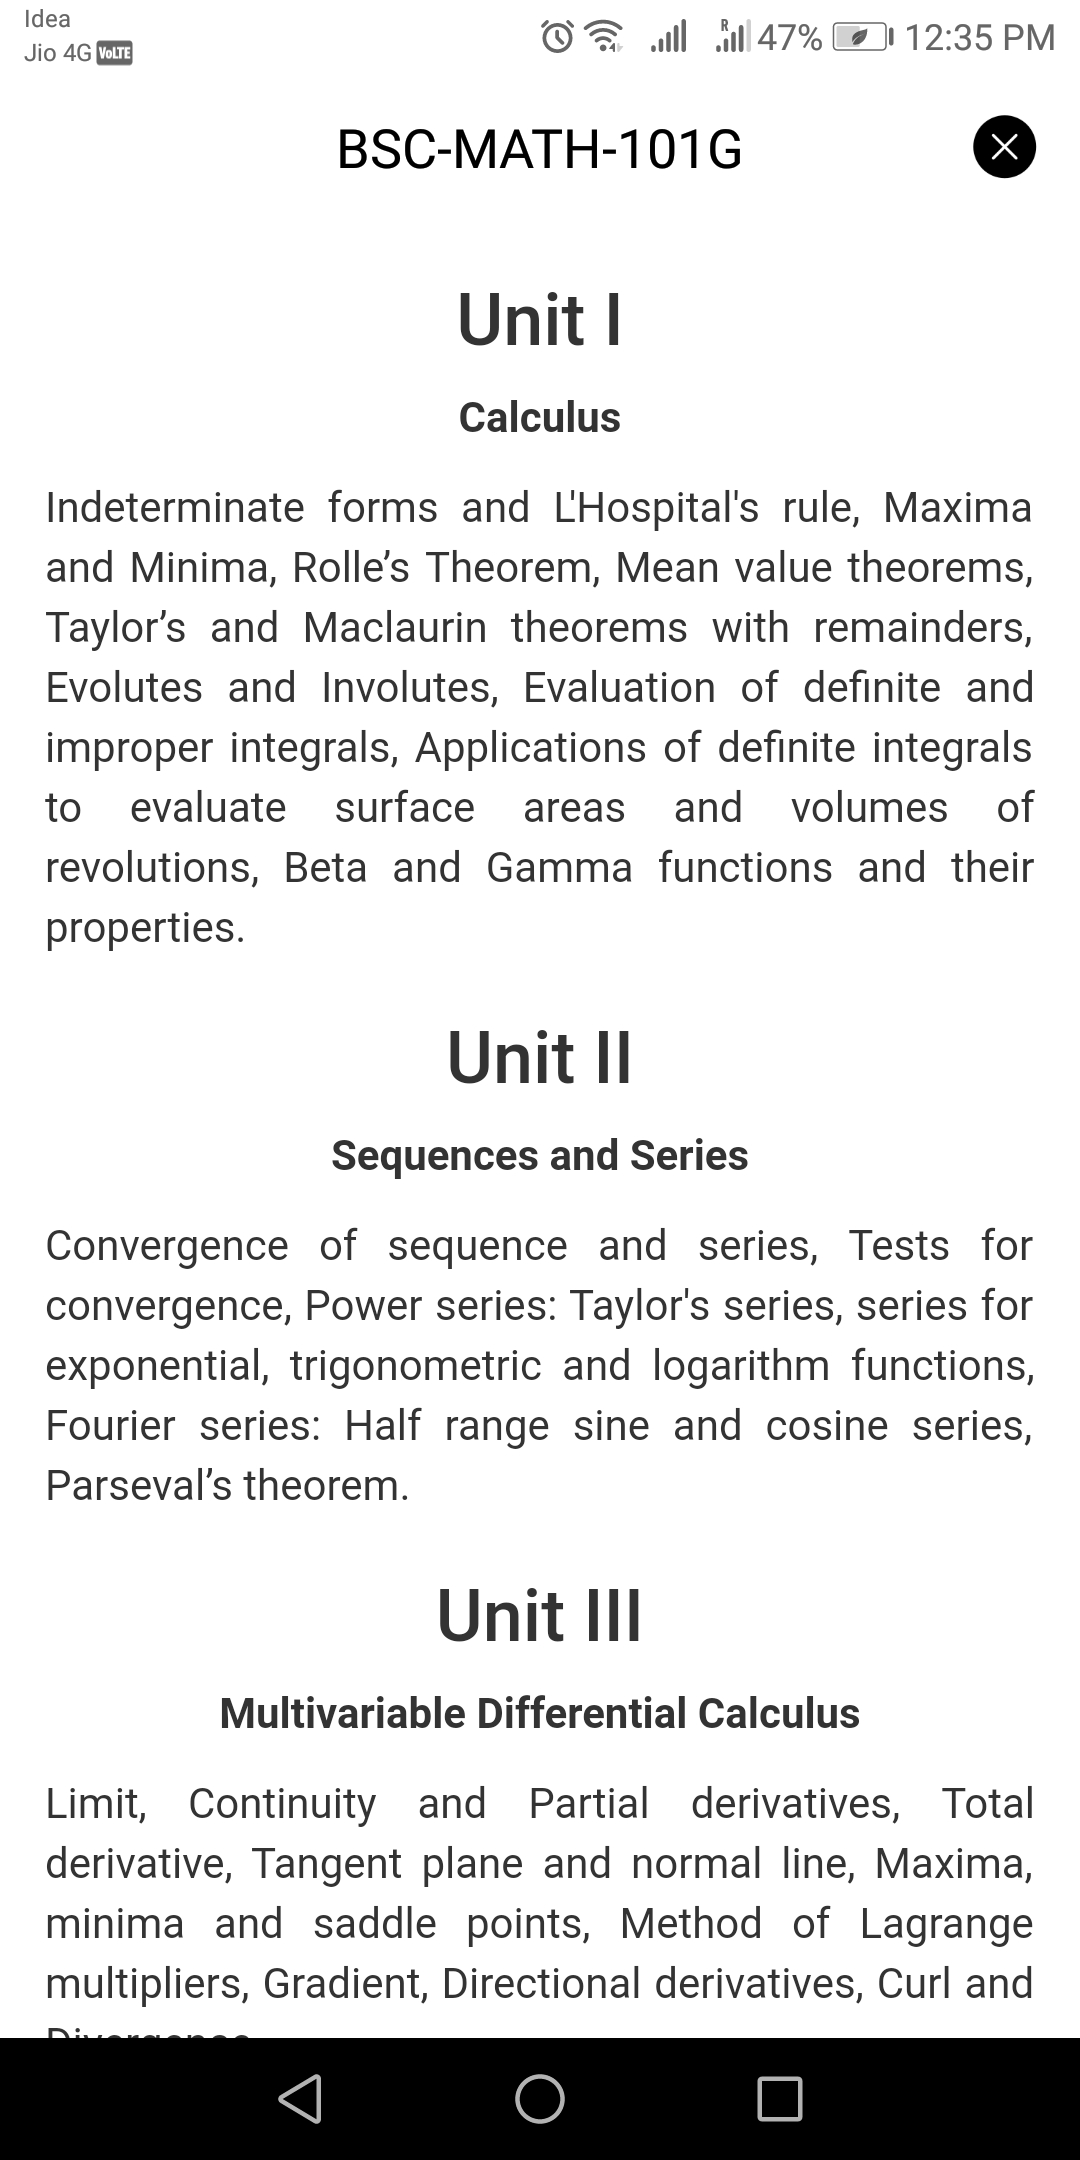 Idea
Jio 4G VoLTE
R 47% 12:35 PM
BSC-MATH-101G
Unit I
Calculus
Indeterminate forms and L'Hospital's rule, Maxima
and Minima, Rolle’s Theorem, Mean value theorems,
Taylor’s and Maclaurin theorems with remainders,
Evolutes and Involutes, Evaluation of definite and
improper integrals, Applications of definite integrals
to evaluate surface areas and volumes of
revolutions, Beta and Gamma functions and their
properties.
Unit II
Sequences and Series
Convergence of sequence and series, Tests for
convergence, Power series: Taylor's series, series for
exponential, trigonometric and logarithm functions,
Fourier series: Half range sine and cosine series,
Parseval’s theorem.
Unit III
Multivariable Differential Calculus
Limit, Continuity and Partial derivatives, Total
derivative, Tangent plane and normal line, Maxima,
minima and saddle points, Method of Lagrange
multipliers, Gradient, Directional derivatives, Curl and